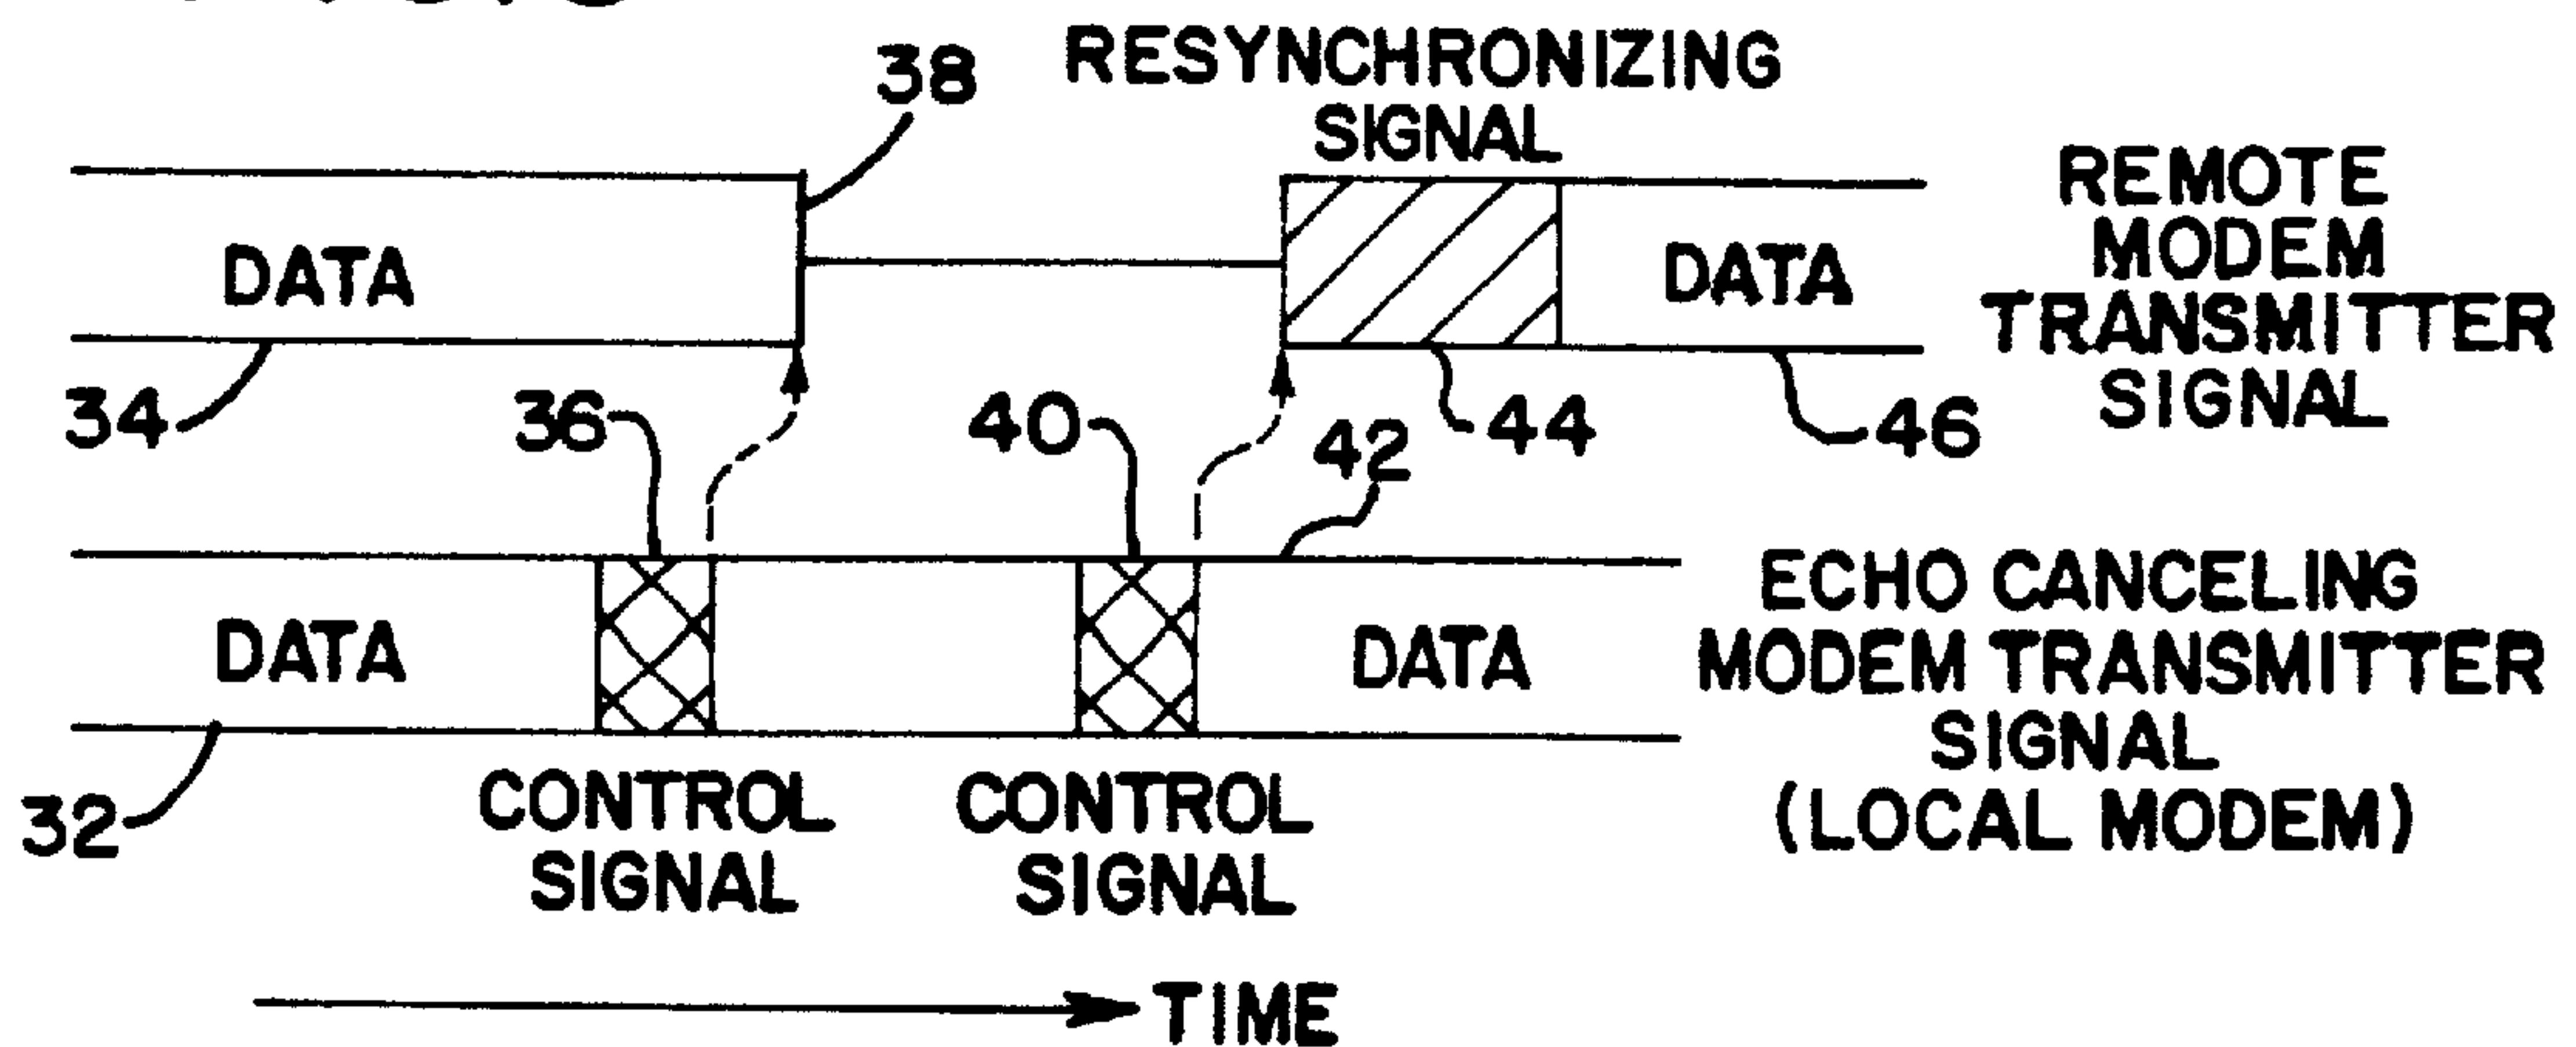 38
RESYNCHRONIZING
SIGNAL
DATA
DATA
REMOTE
MODEM
TRANSMITTER
SIGNAL
34
36
40
42
44
46
DATA
DATA
ECHO CANCELING
MODEM TRANSMITTER
SIGNAL
(LOCAL MODEM)
32
CONTROL
SIGNAL
CONTROL
SIGNAL
TIME